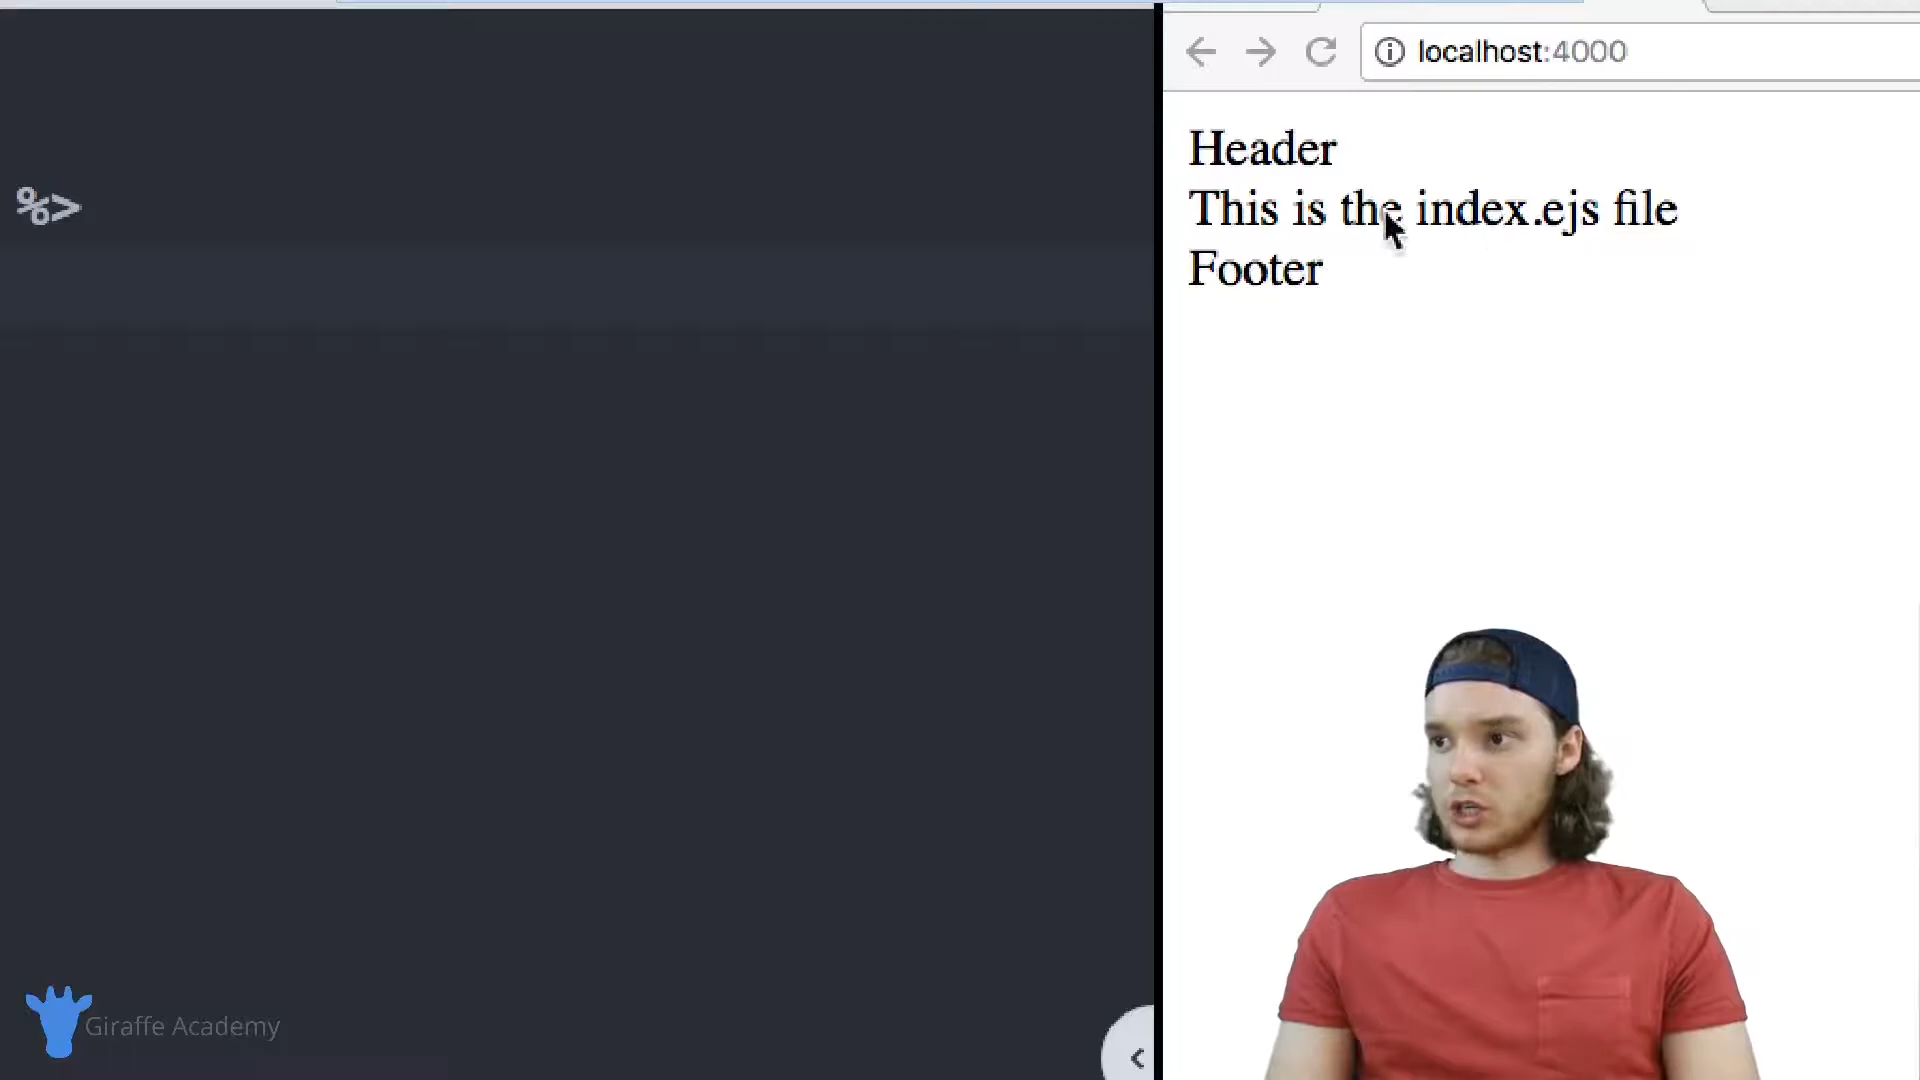 %>
localhost:4000
Header
This is the index.ejs file
Footer
Giraffe Academy